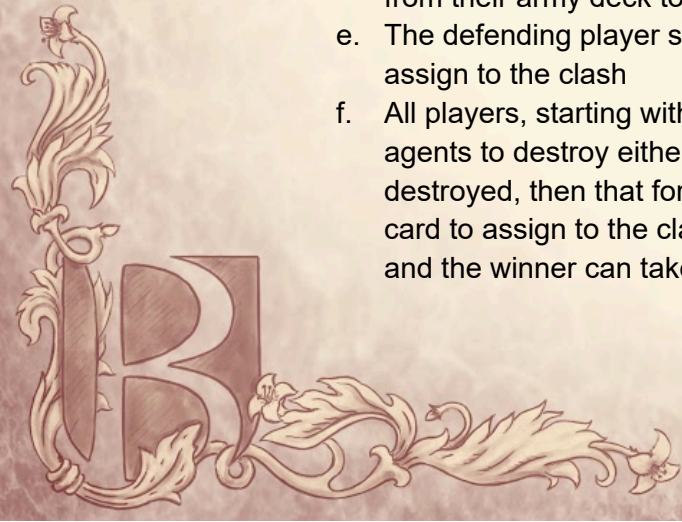 from their army deck to
e. The defending player s
assign to the clash
f. All players, starting with
agents to destroy eithe
destroyed, then that for
card to assign to the cla
and the winner can take
R